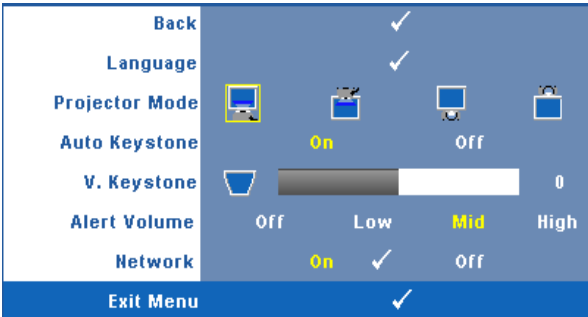 Back
Language
Projector Mode
Auto Keystone On Off
V. Keystone 0
Alert Volume Off Low Mid High
Network On Off
Exit Menu